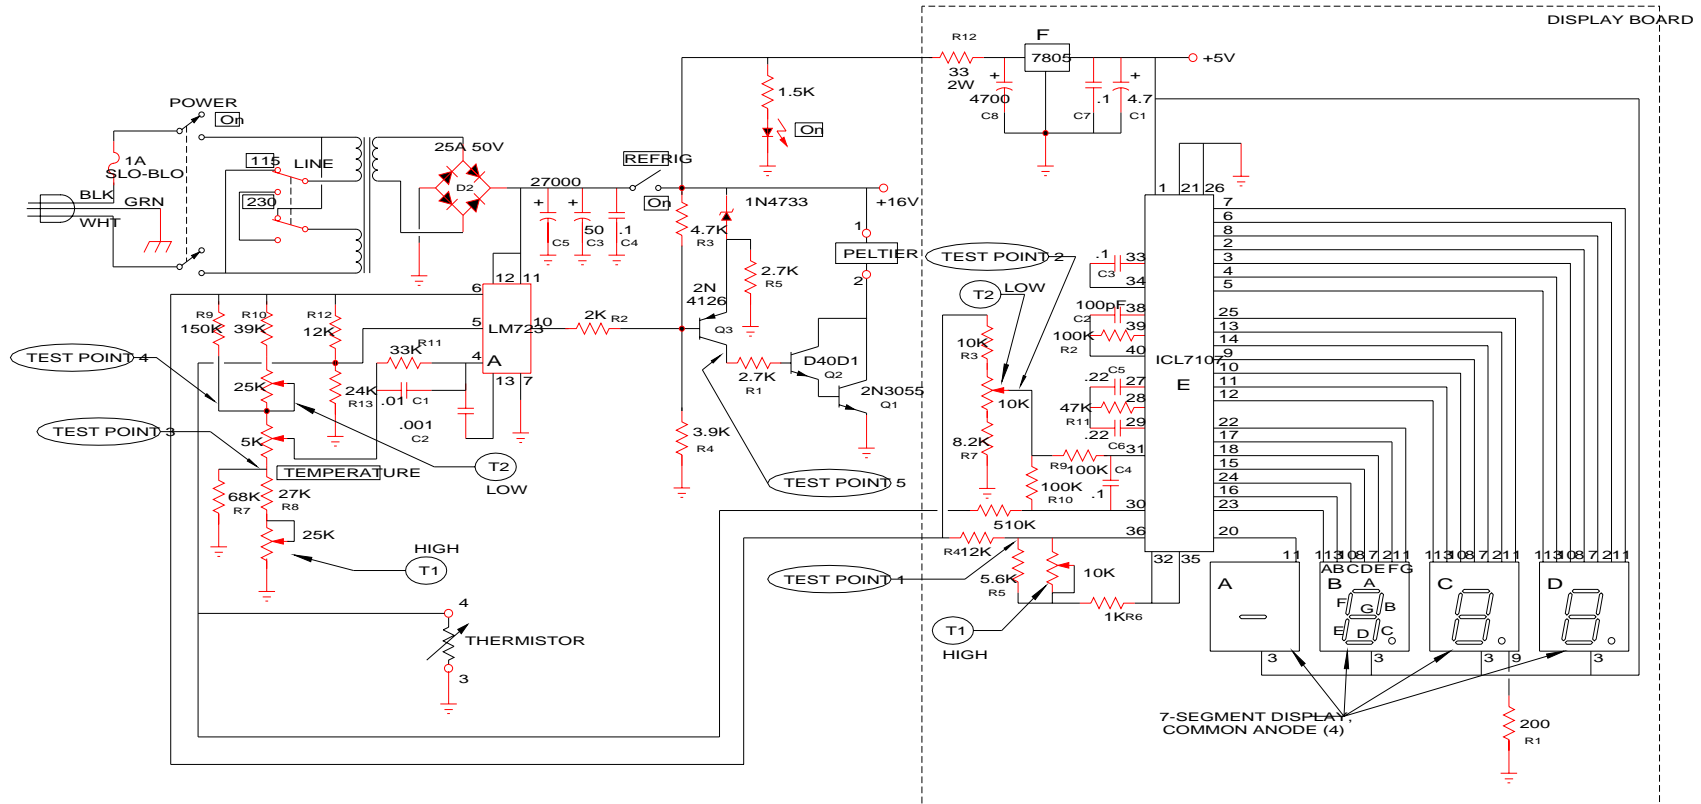 DISPLAY BOARD
R12
33
2W
F
7805
+5V
+
4700
C8
.1
C7
+
4.7
C1
POWER
On
1A
SLO-BLO
BLK
GRN
WHT
115
LINE
230
25A 50V
D2
27000
+
C5
+
50
C3
.1
C4
REFRIG
On
1.5K
On
1N4733
+16V
4.7K
R3
2.7K
R5
1
PELTIER
2
2N
4126
Q3
12
11
6
5
LM723
10
4
A
13
7
2K
R2
R9
150K
R10
39K
R12
12K
33K
R11
25K
24K
R13
.01
C1
.001
C2
5K
TEMPERATURE
68K
R7
27K
R8
25K
TEST POINT 4
TEST POINT 3
T2
LOW
HIGH
T1
2.7K
R1
D40D1
Q2
2N3055
Q1
3.9K
R4
TEST POINT 5
4
THERMISTOR
3
TEST POINT 2
T2
LOW
10K
R3
10K
8.2K
R7
R9
100K
100K
R10
C4
.1
510K
R4
12K
TEST POINT 1
5.6K
R5
10K
T1
HIGH
1K
R6
1
21
26
.1
C3
33
34
100pF
C2
38
100K
R2
39
40
ICL7107
E
C5
.22
27
47K
R11
28
.22
C6
29
31
30
36
32
35
7
6
8
2
3
4
5
25
13
14
9
10
11
12
22
17
18
15
24
16
23
20
11
1
13
10
8
7
2
11
1
13
10
8
7
2
11
1
13
10
8
7
2
11
A
B
ABCDEFG
A
F
G
B
E
D
C
C
D
3
3
3
9
3
7-SEGMENT DISPLAY,
COMMON ANODE (4)
200
R1